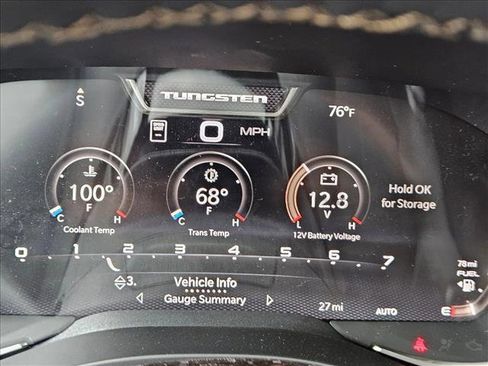 TUNGSTEN
S
76°F
SPEED
LIMIT
0 MPH
100°
F
C H
Coolant Temp
68°
F
C H
Trans Temp
12.8
V
L H
12V Battery Voltage
Hold OK
for Storage
0 1 2 3 4 5 6 7
3.
Vehicle Info
Gauge Summary
27 mi
AUTO
78 mi
FUEL
E